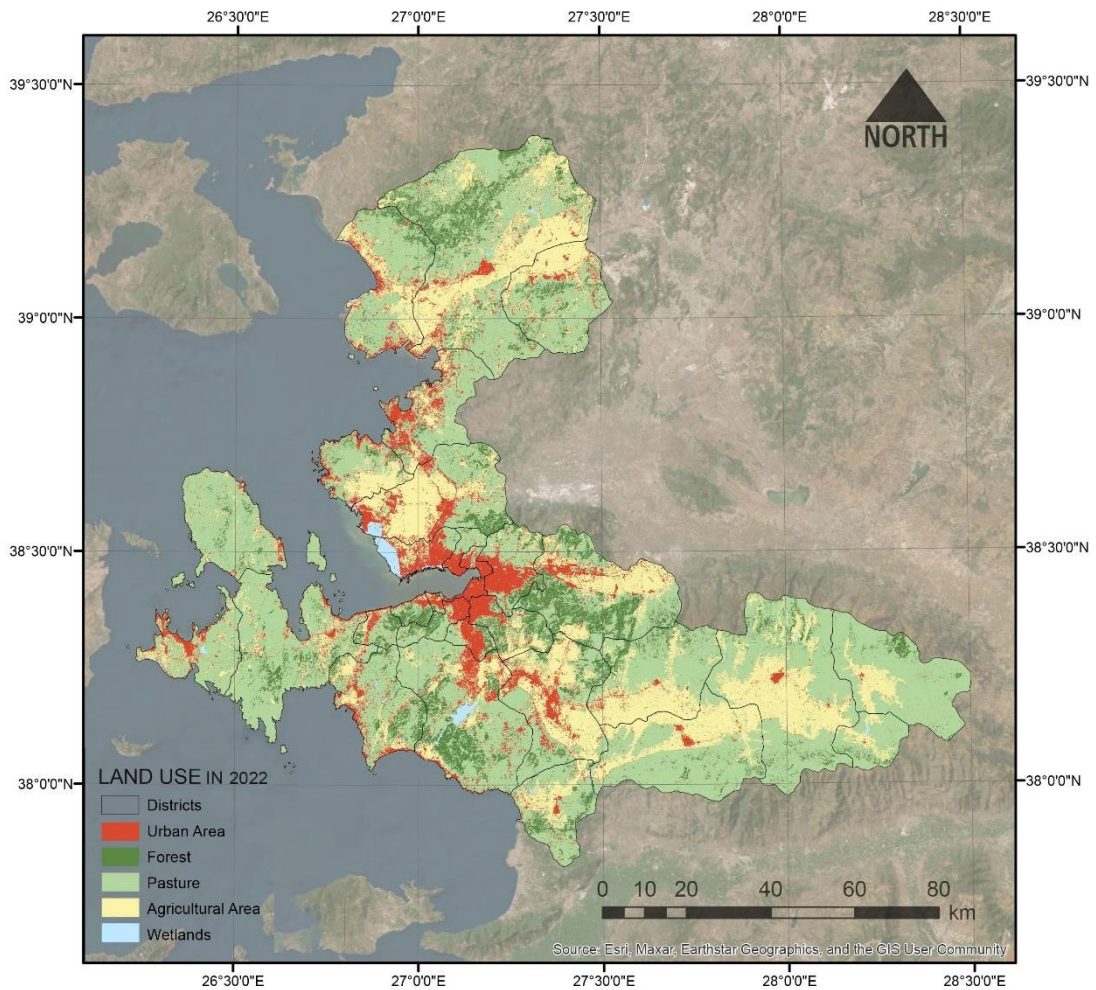 26°30'0"E 27°0'0"E 27°30'0"E 28°0'0"E 28°30'0"E
39°30'0"N 39°30'0"N
NORTH
39°0'0"N 39°0'0"N
38°30'0"N 38°30'0"N
38°0'0"N 38°0'0"N
LAND USE IN 2022
Districts
Urban Area
Forest
Pasture
Agricultural Area
Wetlands
0 10 20 40 60 80
km
Source: Esri, Maxar, Earthstar Geographics, and the GIS User Community
26°30'0"E 27°0'0"E 27°30'0"E 28°0'0"E 28°30'0"E